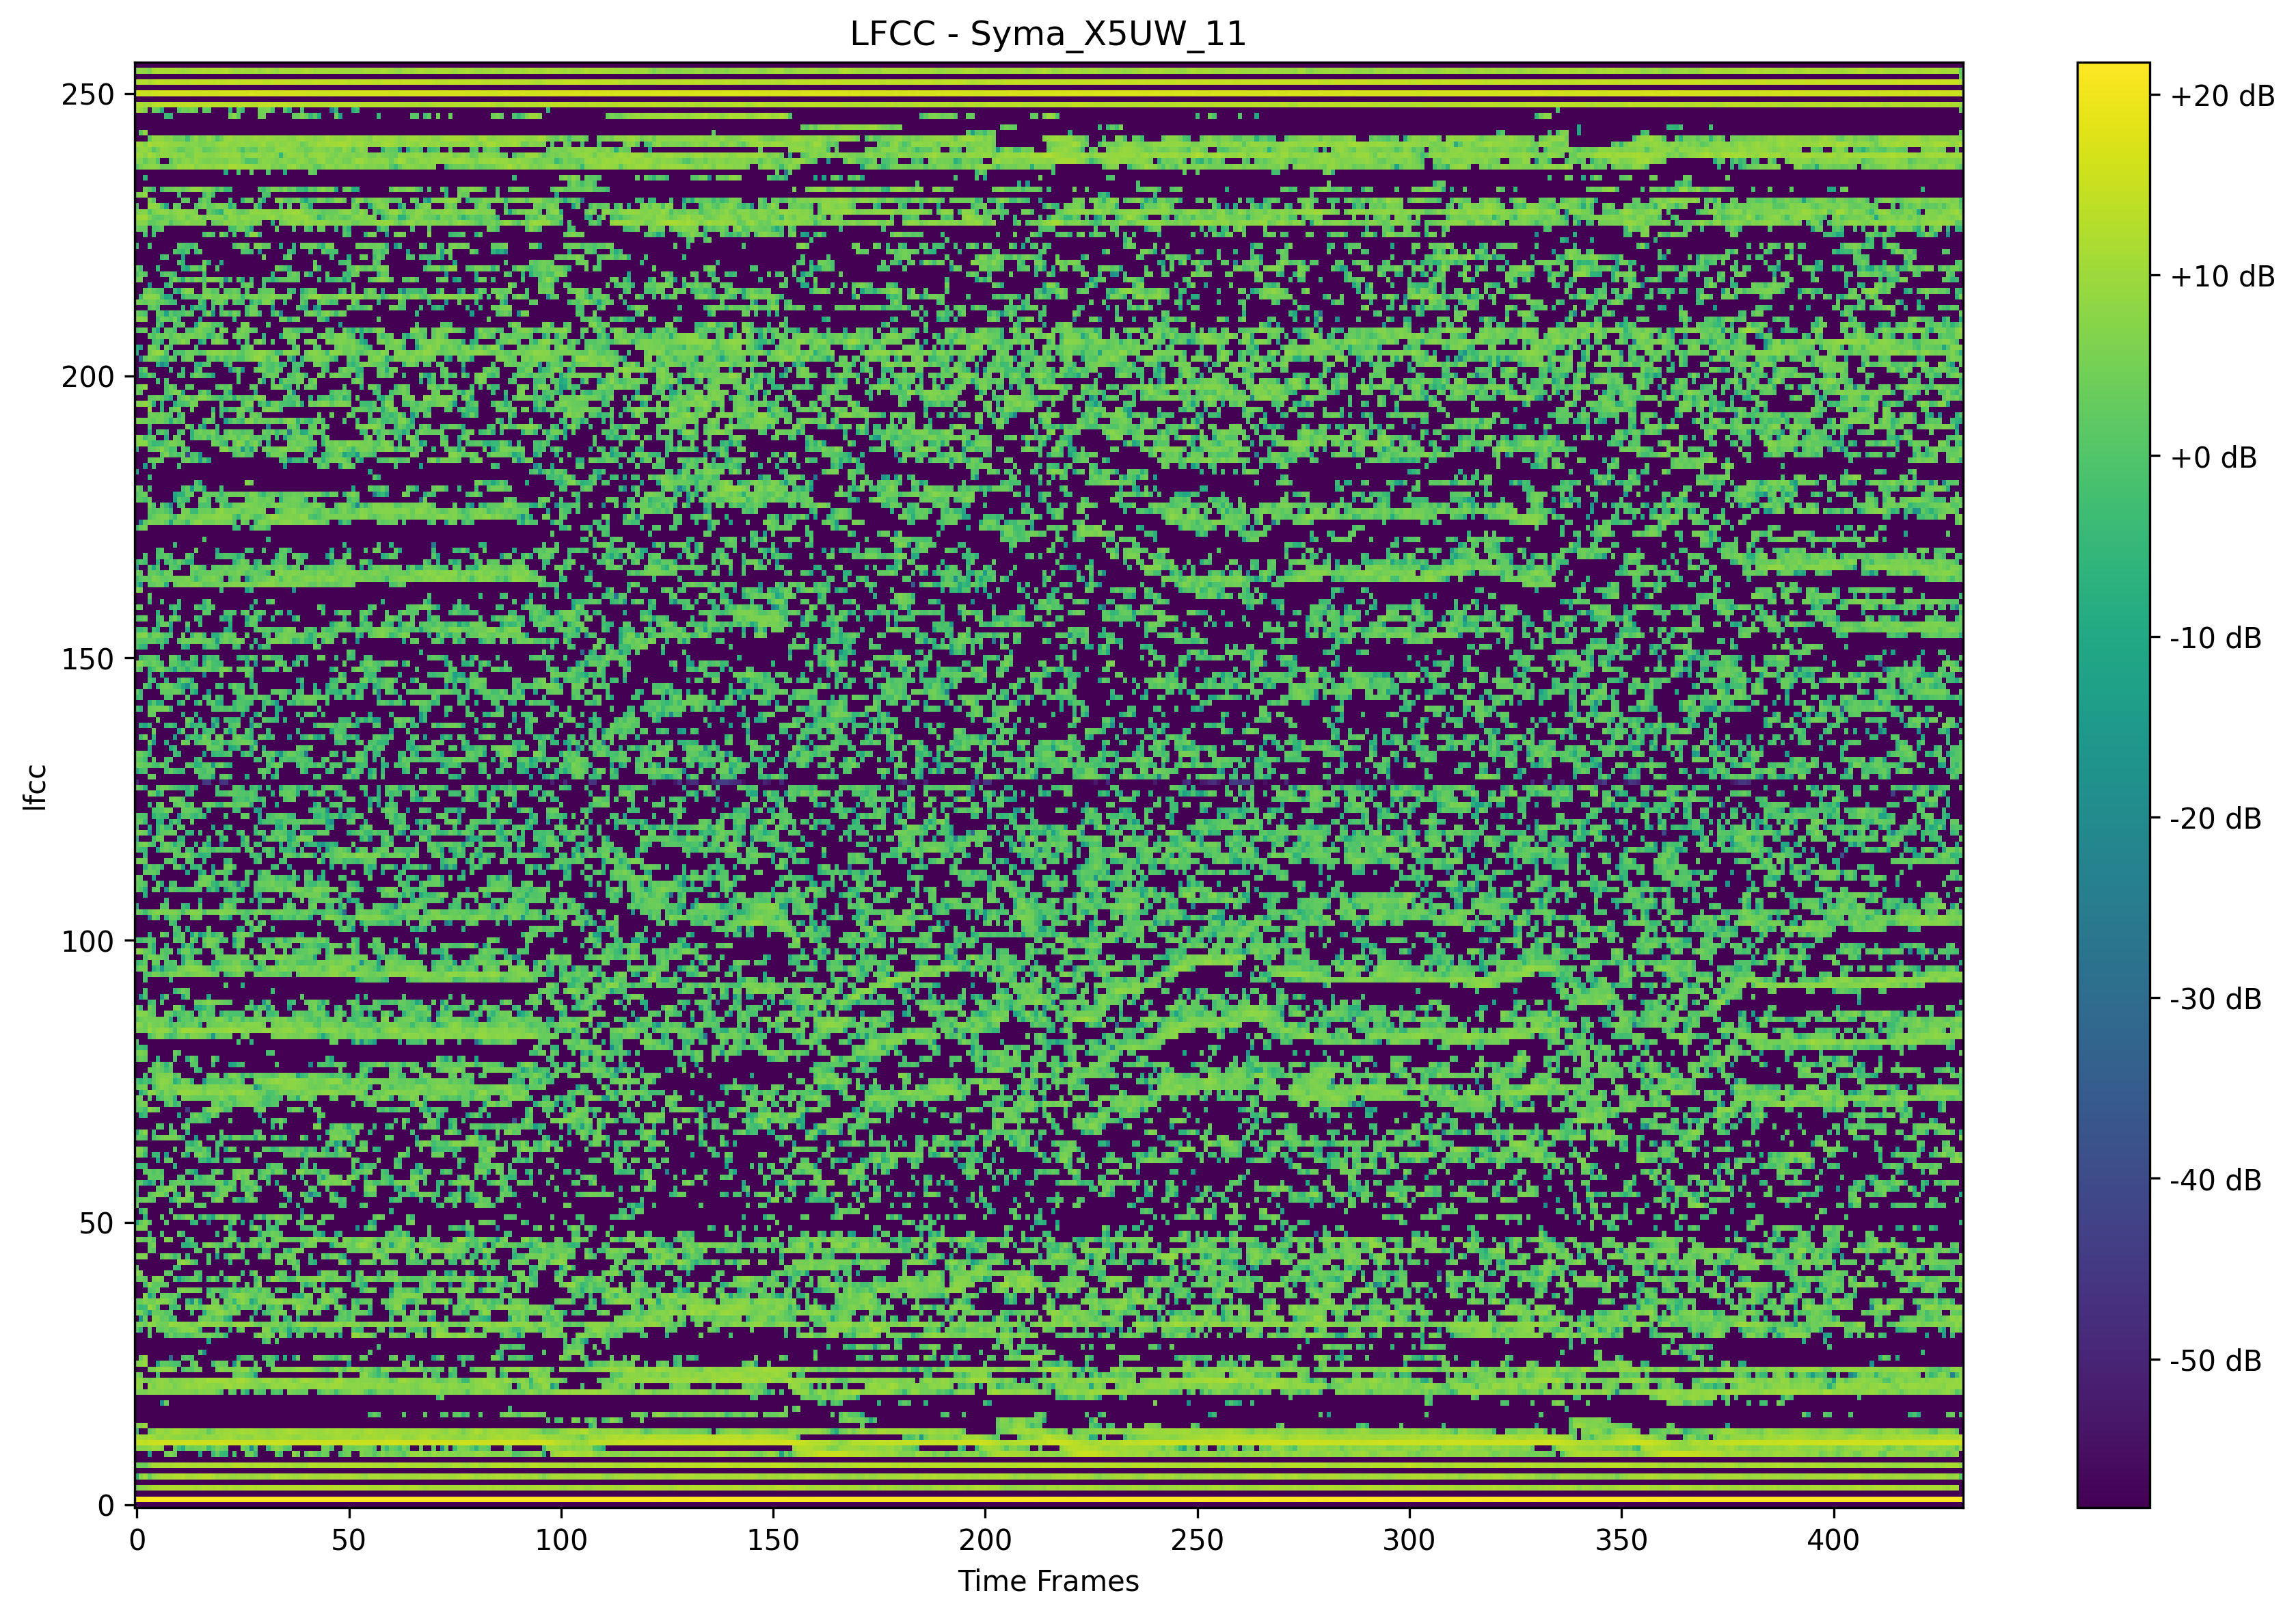 LFCC - Syma_X5UW_11
lfcc
250
200
150
100
50
0
0 50 100 150 200 250 300 350 400
Time Frames
+20 dB
+10 dB
+0 dB
-10 dB
-20 dB
-30 dB
-40 dB
-50 dB